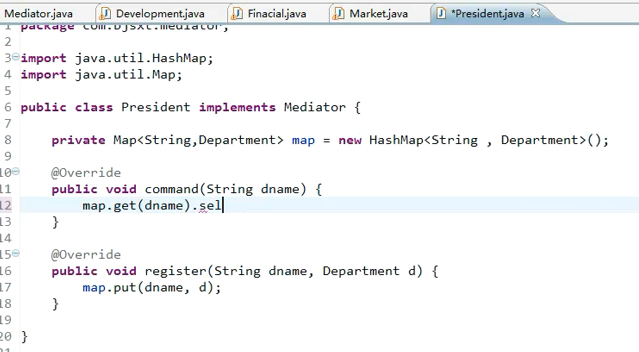 Mediator.java Development.java Finacial.java Market.java *President.java
1 package com.bjsxt.mediator;
2
3 import java.util.HashMap;
4 import java.util.Map;
5
6 public class President implements Mediator {
7
8 private Map<String,Department> map = new HashMap<String , Department>();
9
10 @Override
11 public void command(String dname) {
12 map.get(dname).sel
13 }
14
15 @Override
16 public void register(String dname, Department d) {
17 map.put(dname, d);
18 }
19
20 }
21